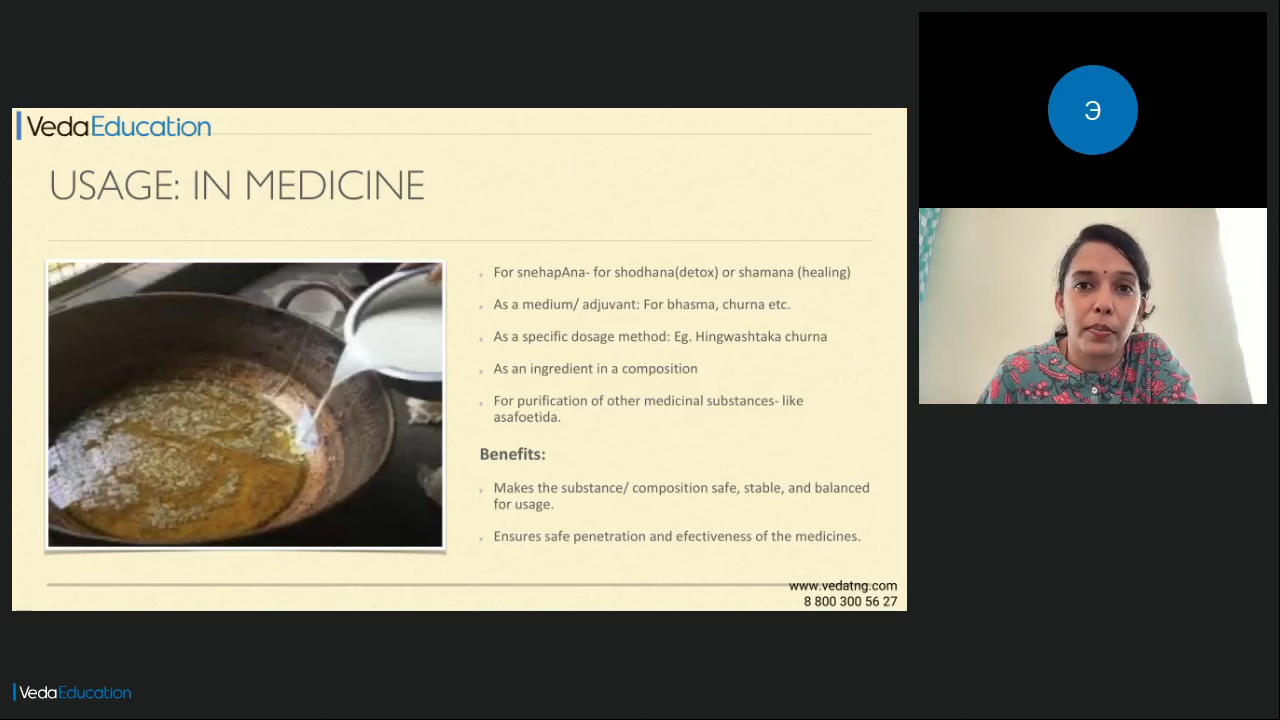 VedaEducation
USAGE: IN MEDICINE
For snehapAna- for shodhana(detox) or shamana (healing)
As a medium/ adjuvant: For bhasma, churna etc.
As a specific dosage method: Eg. Hingwashtaka churna
As an ingredient in a composition
For purification of other medicinal substances- like
asafoetida.
Benefits:
Makes the substance/ composition safe, stable, and balanced
for usage.
Ensures safe penetration and efectiveness of the medicines.
www.vedatng.com
8 800 300 56 27
Э
VedaEducation